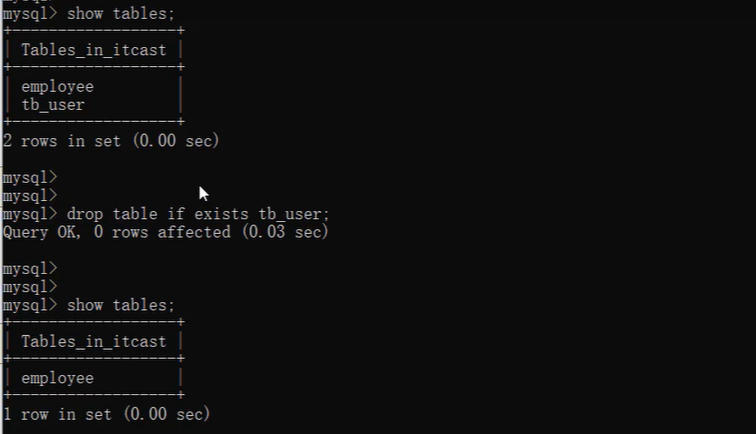 mysql> show tables;
+------------------+
| Tables_in_itcast |
+------------------+
| employee         |
| tb_user          |
+------------------+
2 rows in set (0.00 sec)
mysql>
mysql>
mysql> drop table if exists tb_user;
Query OK, 0 rows affected (0.03 sec)
mysql>
mysql>
mysql> show tables;
+------------------+
| Tables_in_itcast |
+------------------+
| employee         |
+------------------+
1 row in set (0.00 sec)